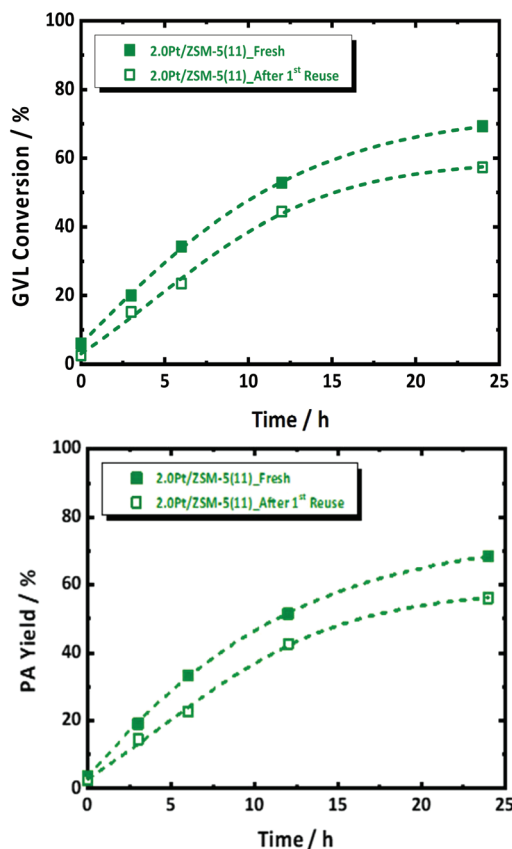 100
80
60
40
20
0
GVL Conversion / %
2.0Pt/ZSM-5(11)_Fresh
2.0Pt/ZSM-5(11)_After 1st Reuse
0 5 10 15 20 25
Time / h
100
80
60
40
20
0
PA Yield / %
2.0Pt/ZSM-5(11)_Fresh
2.0Pt/ZSM-5(11)_After 1st Reuse
0 5 10 15 20 25
Time / h